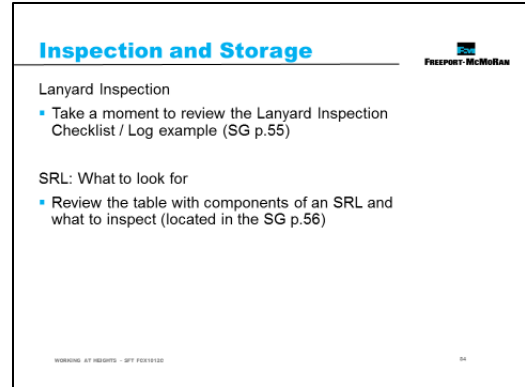 Inspection and Storage
FCX
FREEPORT-MCMORAN
Lanyard Inspection
▪ Take a moment to review the Lanyard Inspection
Checklist / Log example (SG p.55)
SRL: What to look for
▪ Review the table with components of an SRL and
what to inspect (located in the SG p.56)
WORKING AT HEIGHTS - SFT FCX1012C
84